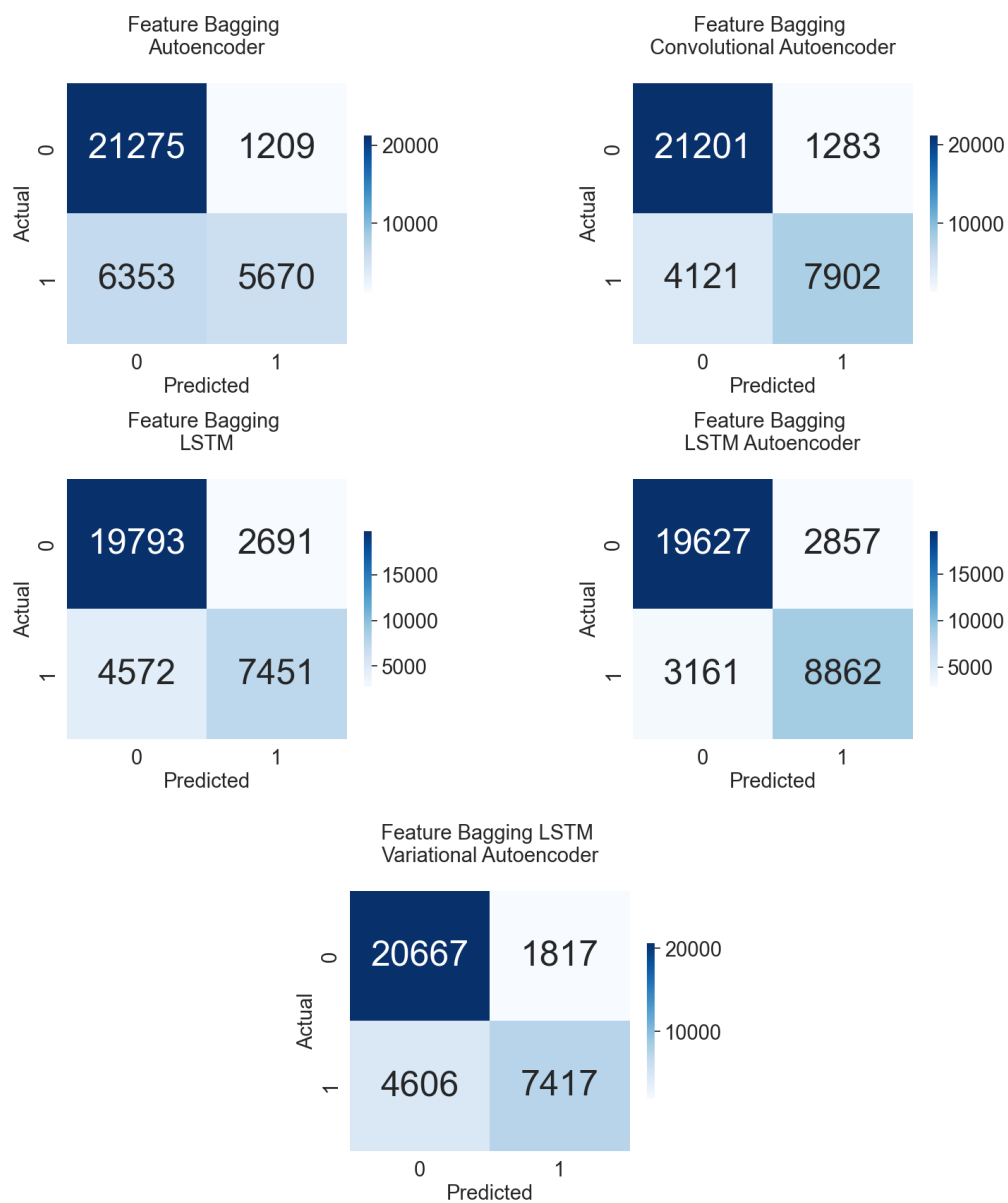 Feature Bagging
Autoencoder
21275 1209
6353 5670
0
1
Actual
0 1
Predicted
20000
10000
Feature Bagging
Convolutional Autoencoder
21201 1283
4121 7902
0
1
Actual
0 1
Predicted
20000
10000
Feature Bagging
LSTM
19793 2691
4572 7451
0
1
Actual
0 1
Predicted
15000
10000
5000
Feature Bagging
LSTM Autoencoder
19627 2857
3161 8862
0
1
Actual
0 1
Predicted
15000
10000
5000
Feature Bagging LSTM
Variational Autoencoder
20667 1817
4606 7417
0
1
Actual
0 1
Predicted
20000
10000